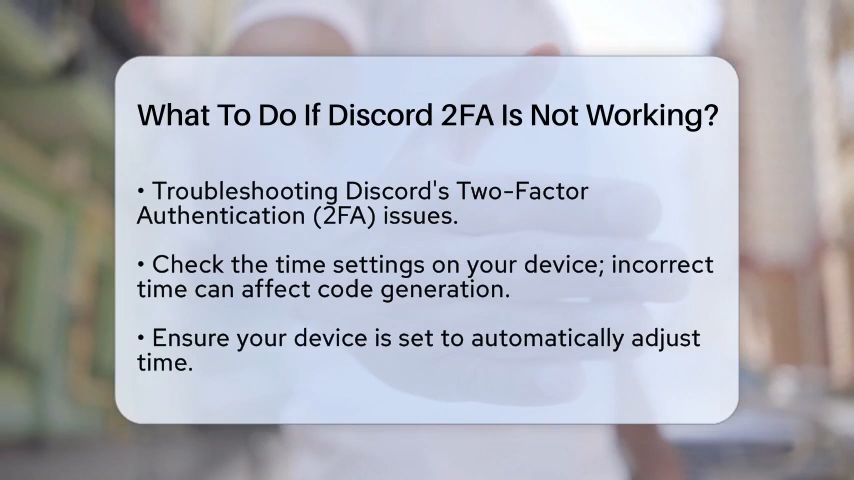 What To Do If Discord 2FA Is Not Working?
• Troubleshooting Discord's Two-Factor
Authentication (2FA) issues.
• Check the time settings on your device; incorrect
time can affect code generation.
• Ensure your device is set to automatically adjust
time.